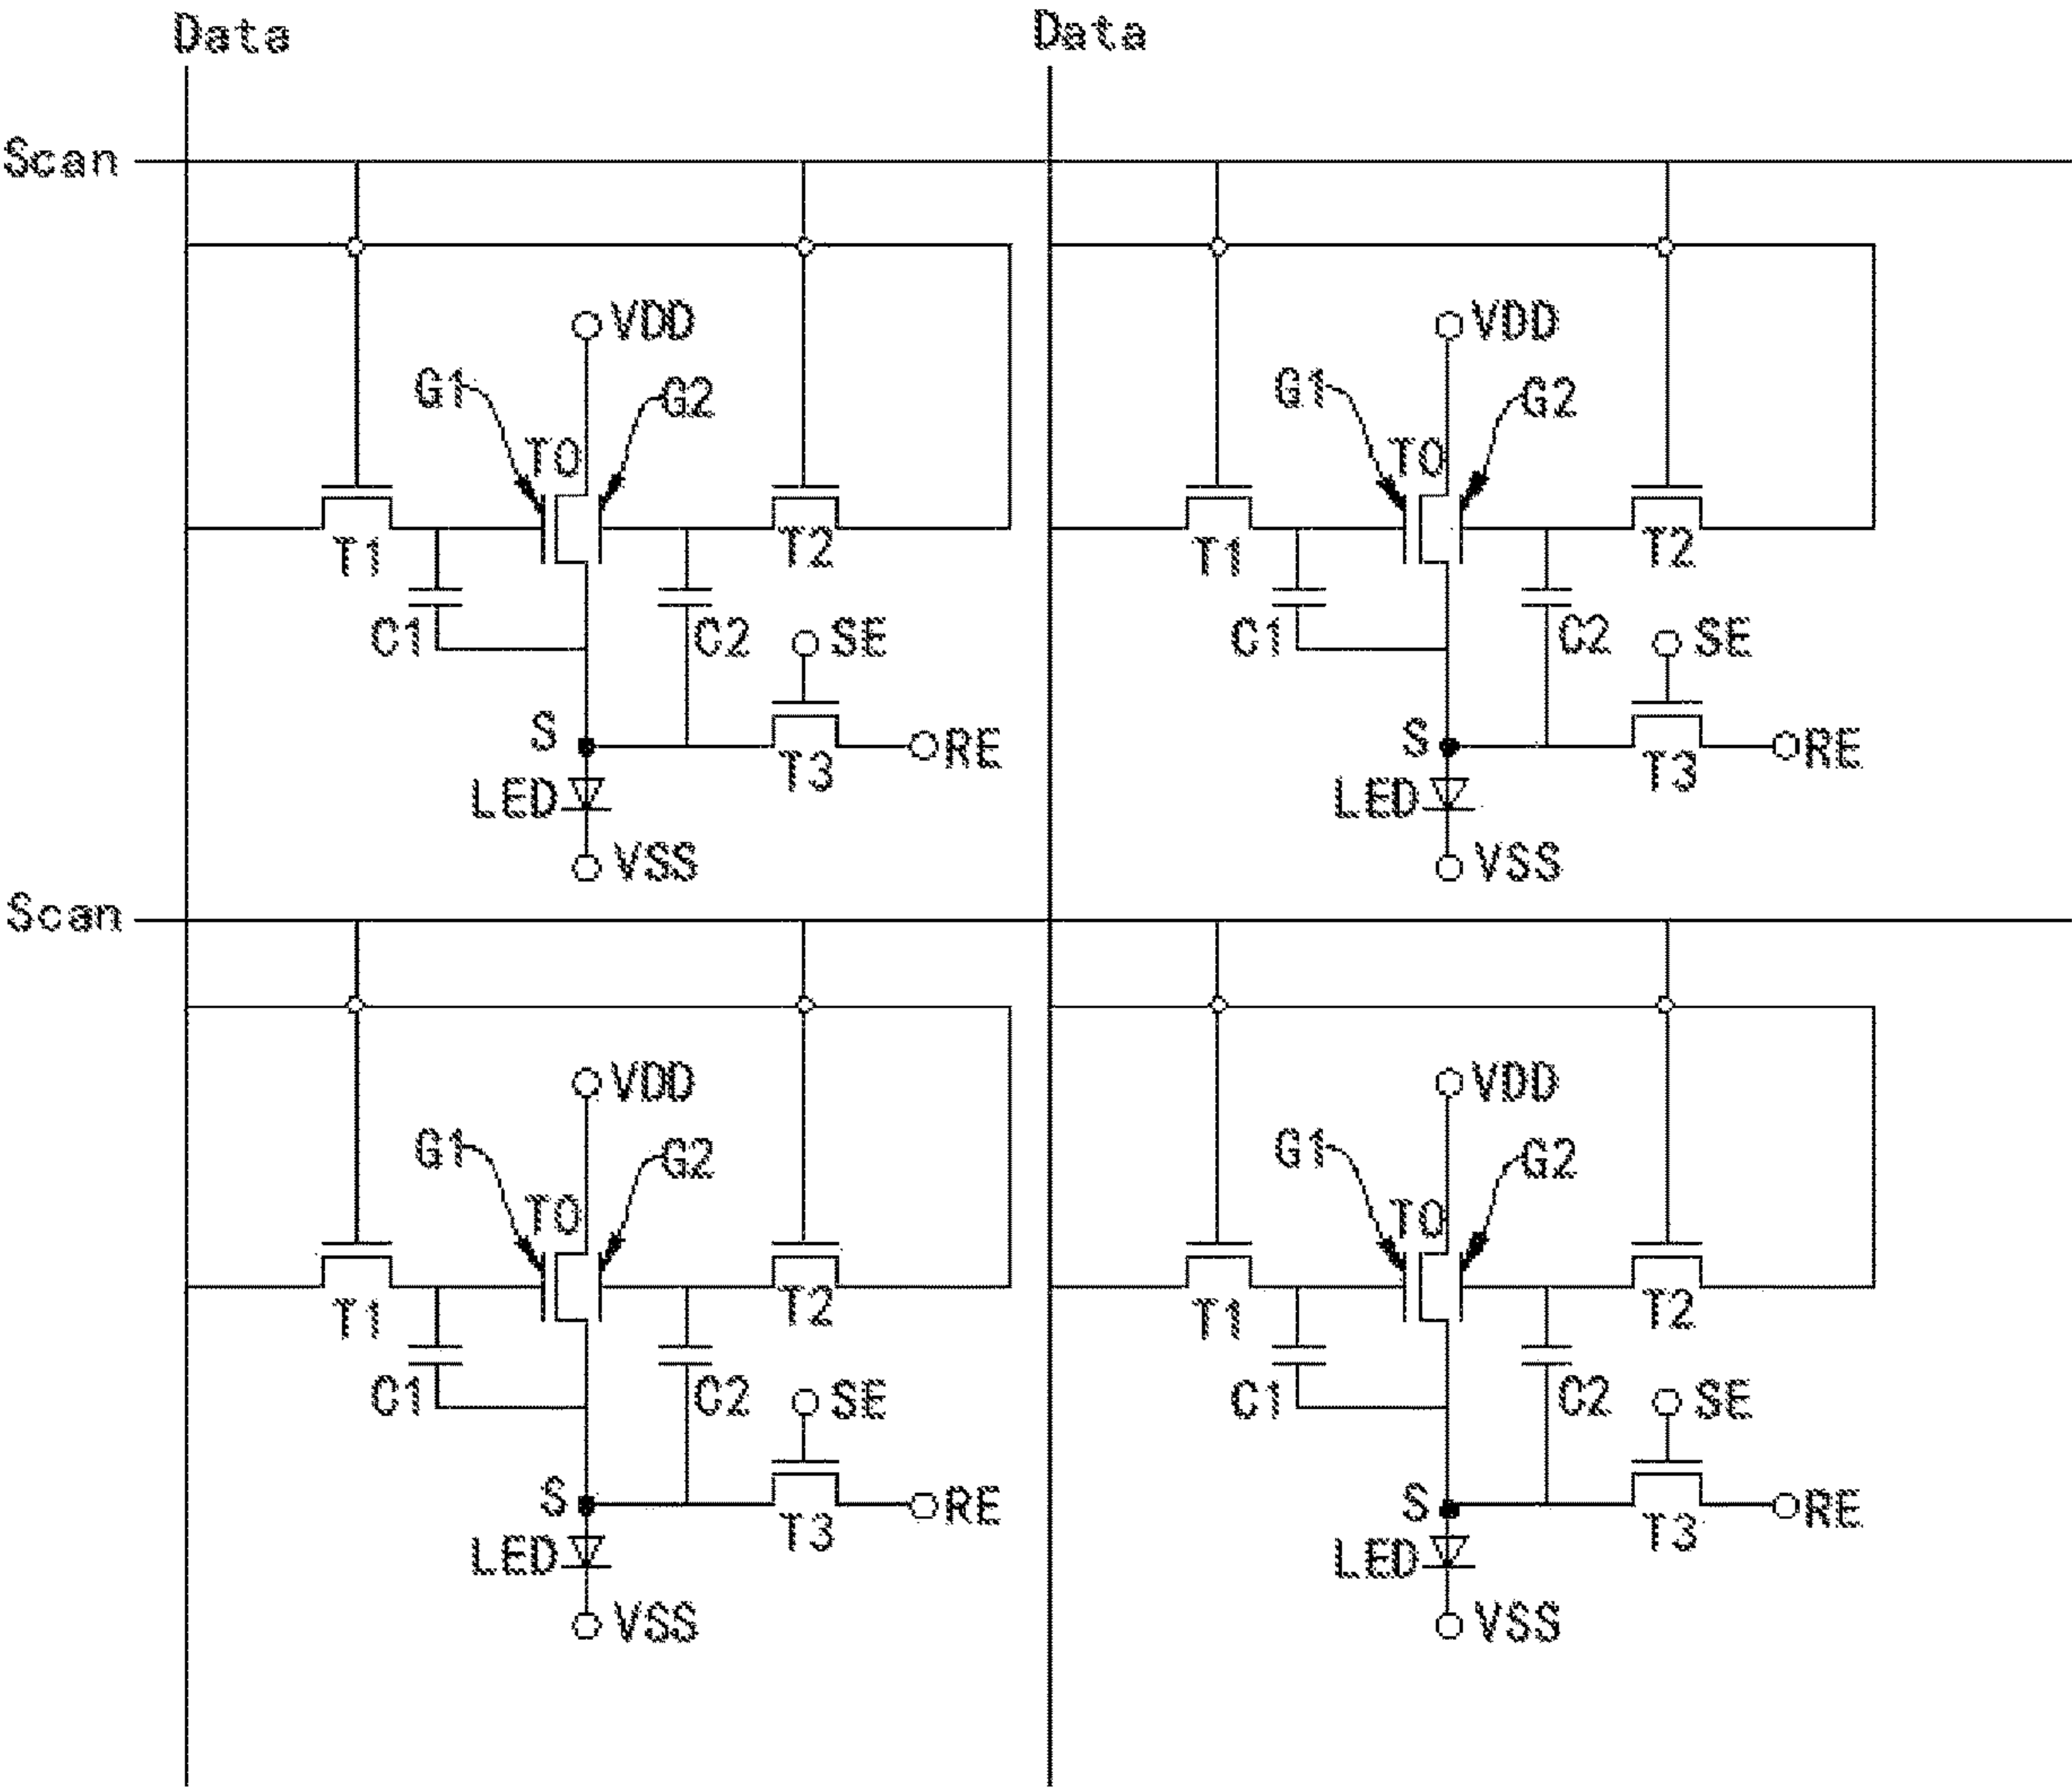 Data Data
Scan
VDD VDD
G1 G2 G1 G2
T0 T0
T1 T2 T1 T2
C1 C2 SE C1 C2 SE
S RE S RE
T3 T3
LED LED
VSS VSS
Scan
VDD VDD
G1 G2 G1 G2
T0 T0
T1 T2 T1 T2
C1 C2 SE C1 C2 SE
S RE S RE
T3 T3
LED LED
VSS VSS